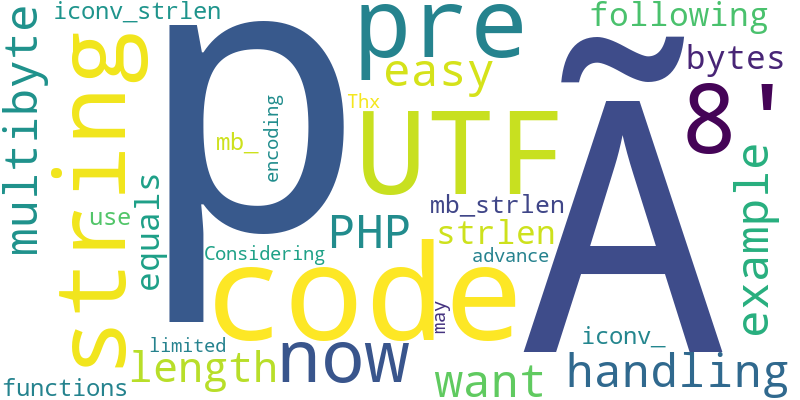 iconv_strlen
pre
following
multibyte
string
p
easy
Ã
bytes
8'
UTF
mb_
Thx
encoding
example
equals
use
PHP
mb_strlen
strlen
Considering
code
advance
may
now
limited
length
functions
want
iconv_
handling